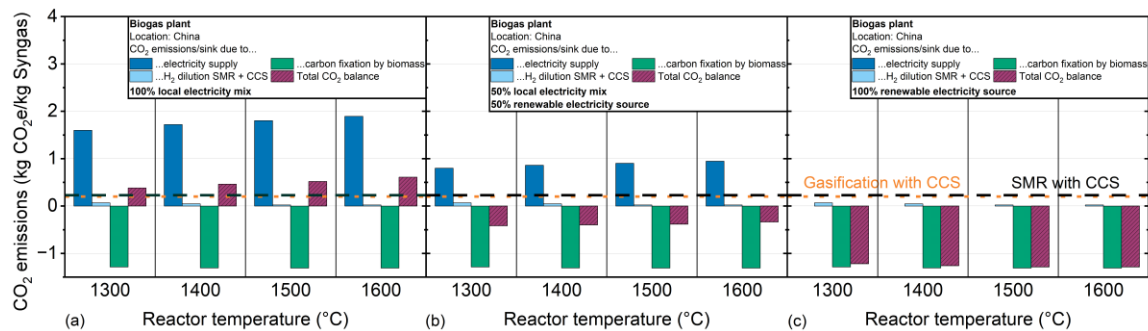 CO₂ emissions (kg CO₂e/kg Syngas)
4
3
2
1
0
−1
Biogas plant
Location: China
CO₂ emissions/sink due to...
...electricity supply
...carbon fixation by biomass
...H₂ dilution SMR + CCS
Total CO₂ balance
100% local electricity mix
1300
1400
1500
1600
(a)
Reactor temperature (°C)
Biogas plant
Location: China
CO₂ emissions/sink due to...
...electricity supply
...carbon fixation by biomass
...H₂ dilution SMR + CCS
Total CO₂ balance
50% local electricity mix
50% renewable electricity source
1300
1400
1500
1600
(b)
Reactor temperature (°C)
Biogas plant
Location: China
CO₂ emissions/sink due to...
...electricity supply
...carbon fixation by biomass
...H₂ dilution SMR + CCS
Total CO₂ balance
100% renewable electricity source
Gasification with CCS
SMR with CCS
1300
1400
1500
1600
(c)
Reactor temperature (°C)